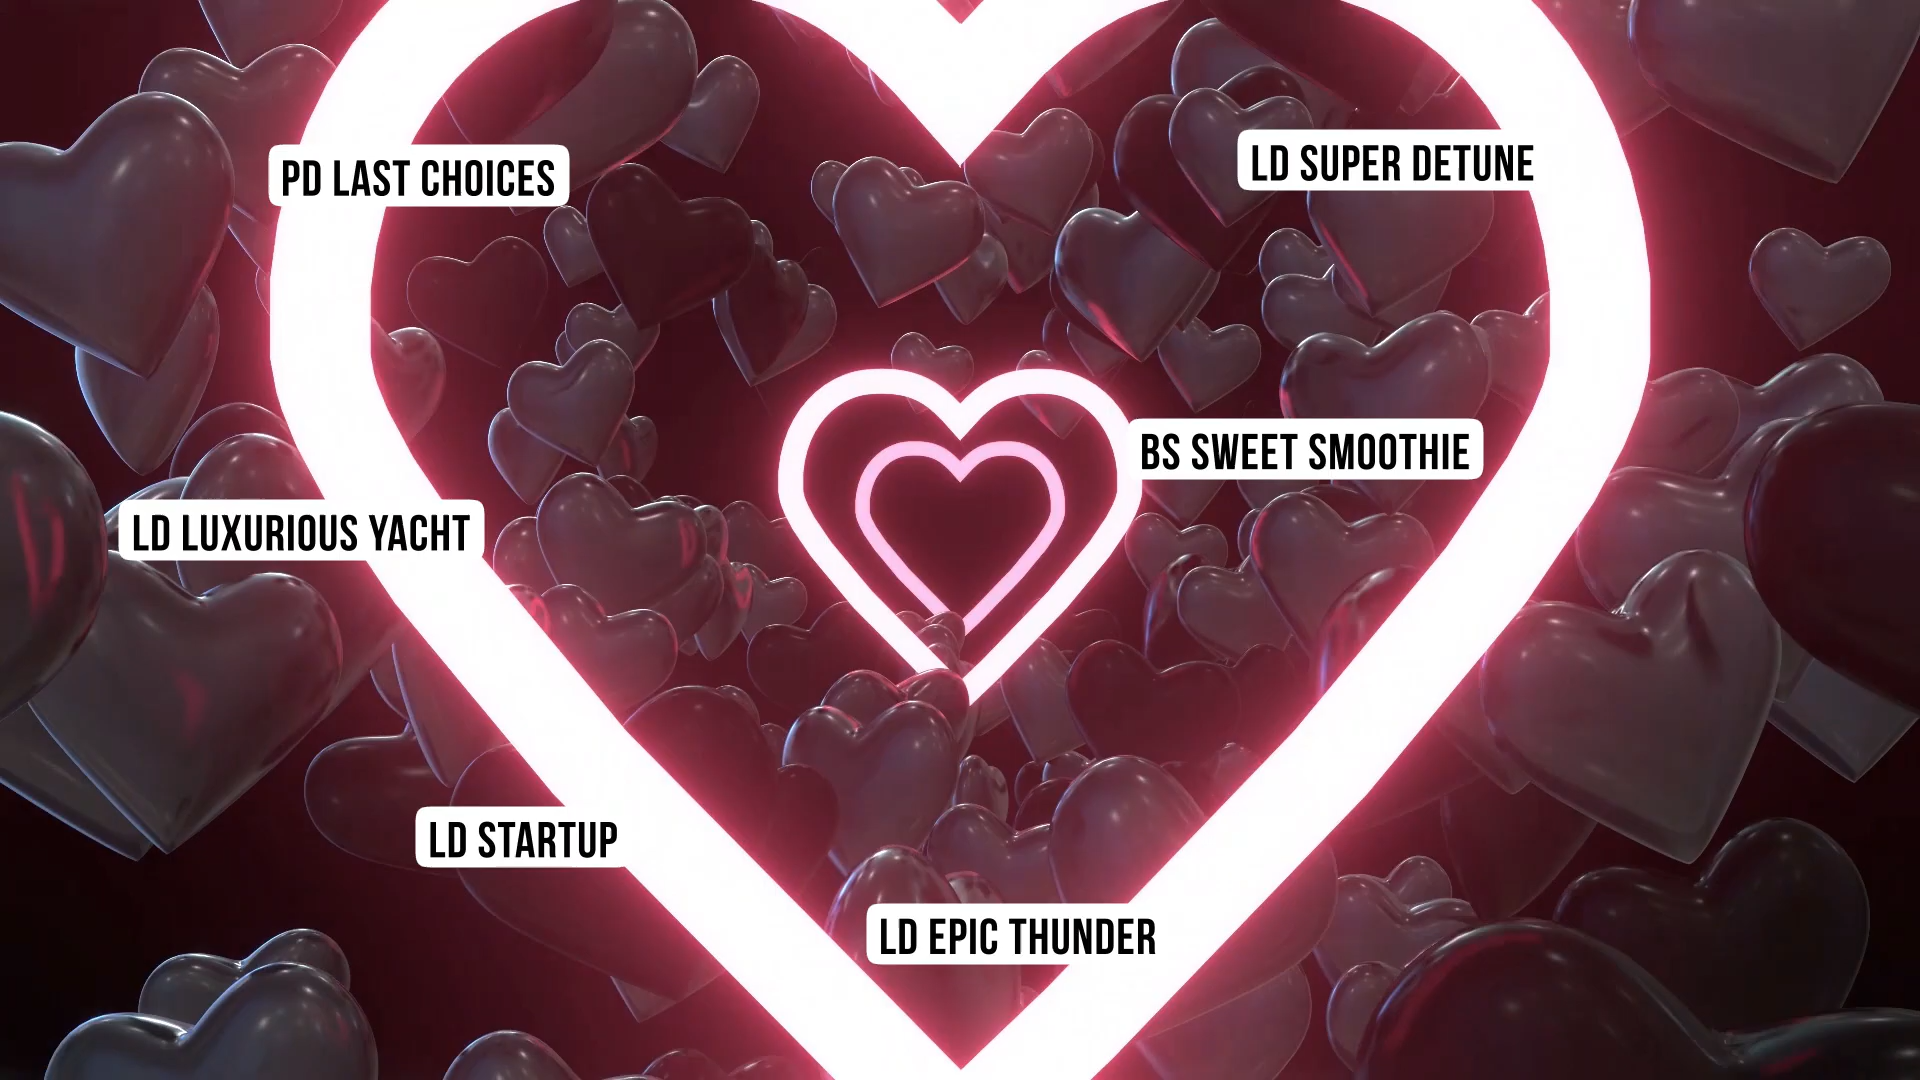 PD LAST CHOICES
LD SUPER DETUNE
BS SWEET SMOOTHIE
LD LUXURIOUS YACHT
LD STARTUP
LD EPIC THUNDER